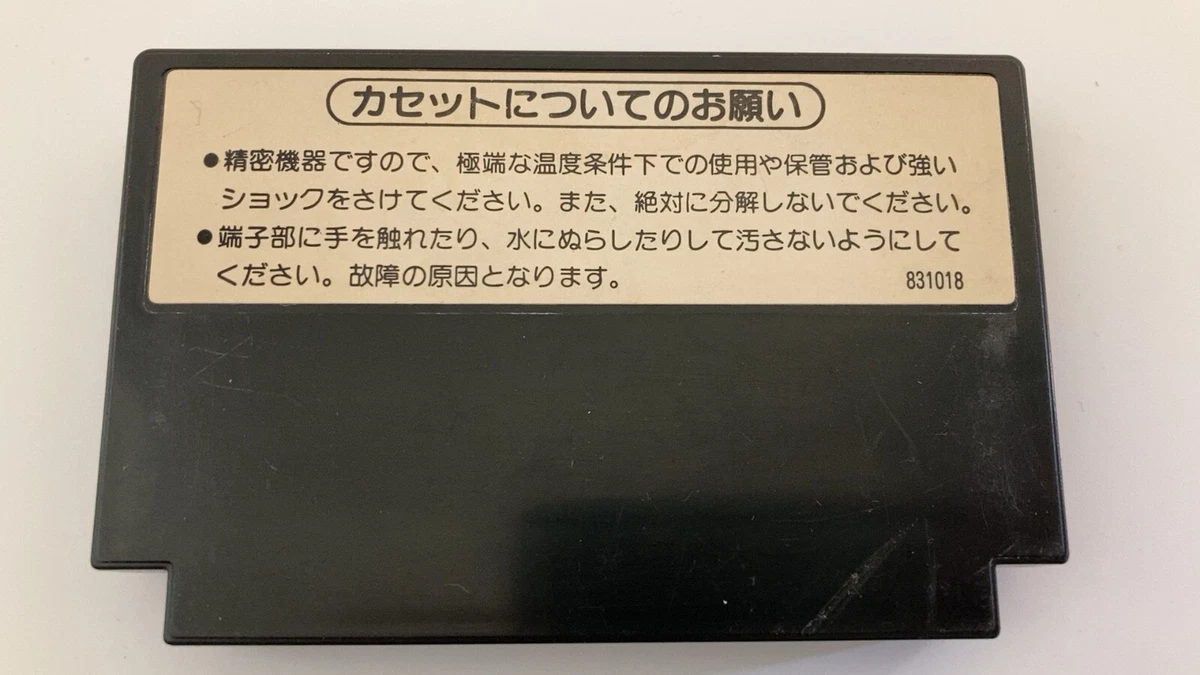 カセットについてのお願い
●精密機器ですので、極端な温度条件下での使用や保管および強い
ショックをさけてください。また、絶対に分解しないでください。
●端子部に手を触れたり、水にぬらしたりして汚さないようにして
ください。故障の原因となります。
831018